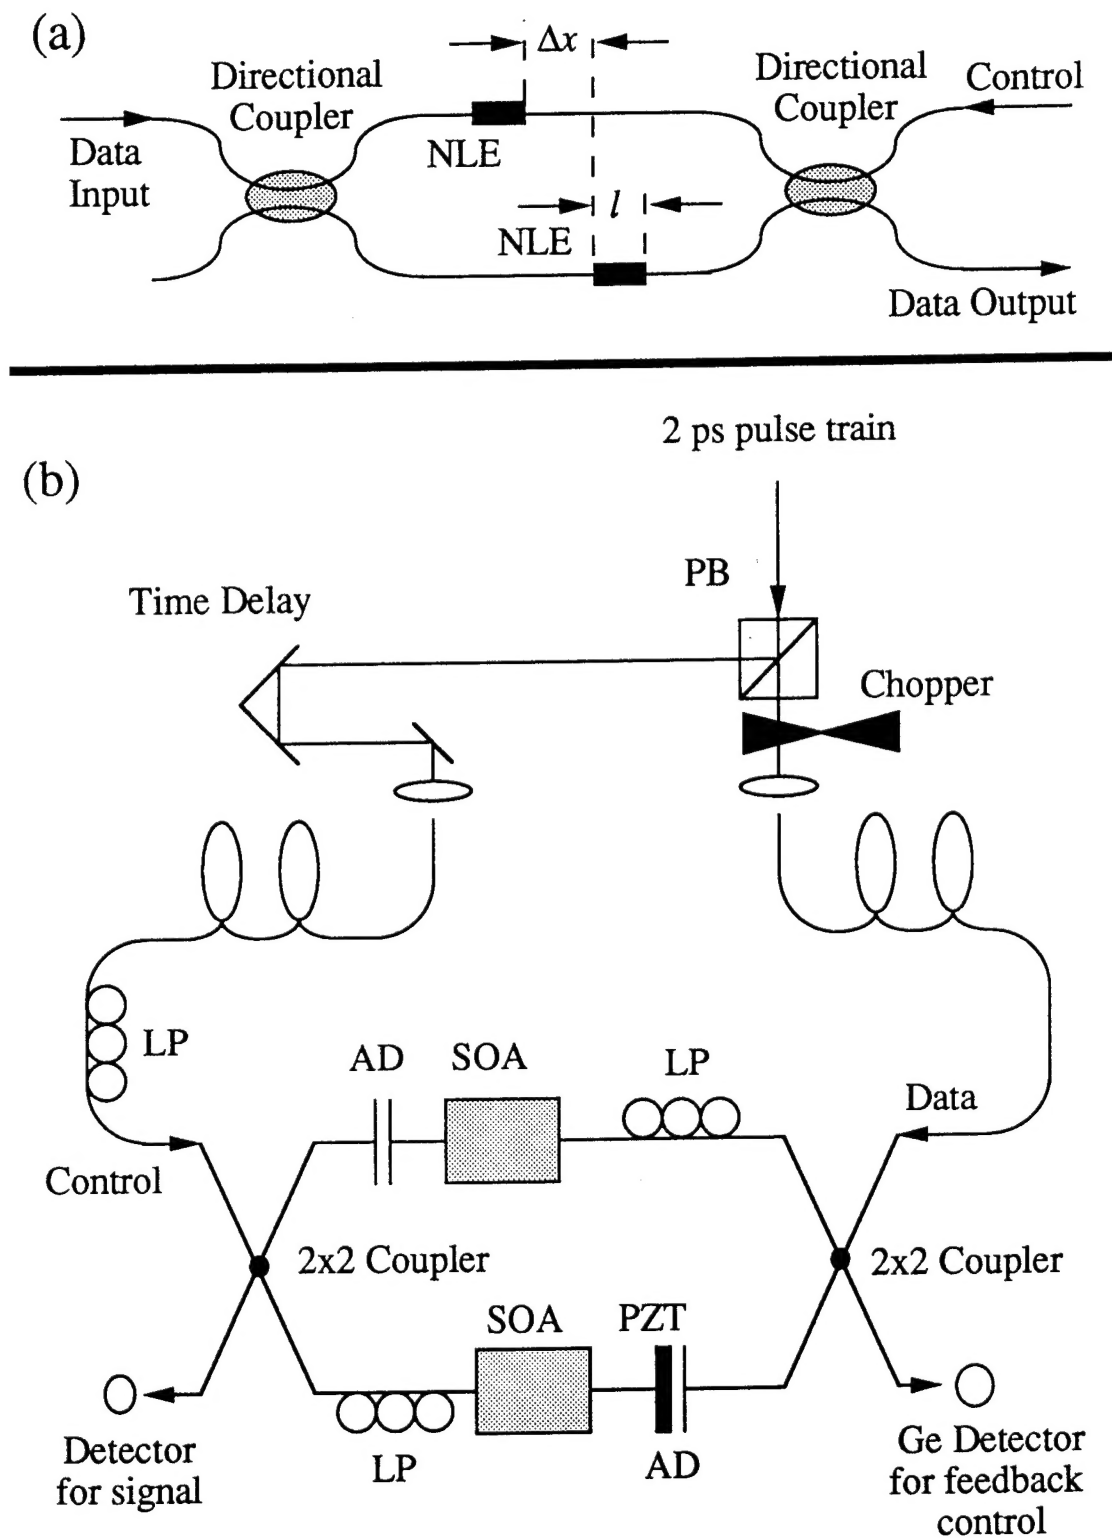 (a)
Δx
Directional
Coupler
Directional
Coupler
Control
Data
Input
NLE
l
NLE
Data Output
2 ps pulse train
(b)
PB
Time Delay
Chopper
LP
AD
SOA
LP
Data
Control
2x2 Coupler
2x2 Coupler
SOA
PZT
Detector
for signal
LP
AD
Ge Detector
for feedback
control